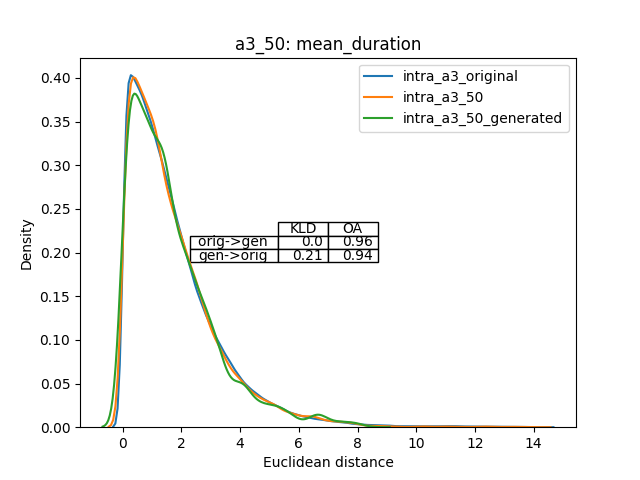 a3_50: mean_duration
intra_a3_original
intra_a3_50
intra_a3_50_generated
KLD OA
orig->gen 0.0 0.96
gen->orig 0.21 0.94
Density
0.40
0.35
0.30
0.25
0.20
0.15
0.10
0.05
0.00
0 2 4 6 8 10 12 14
Euclidean distance